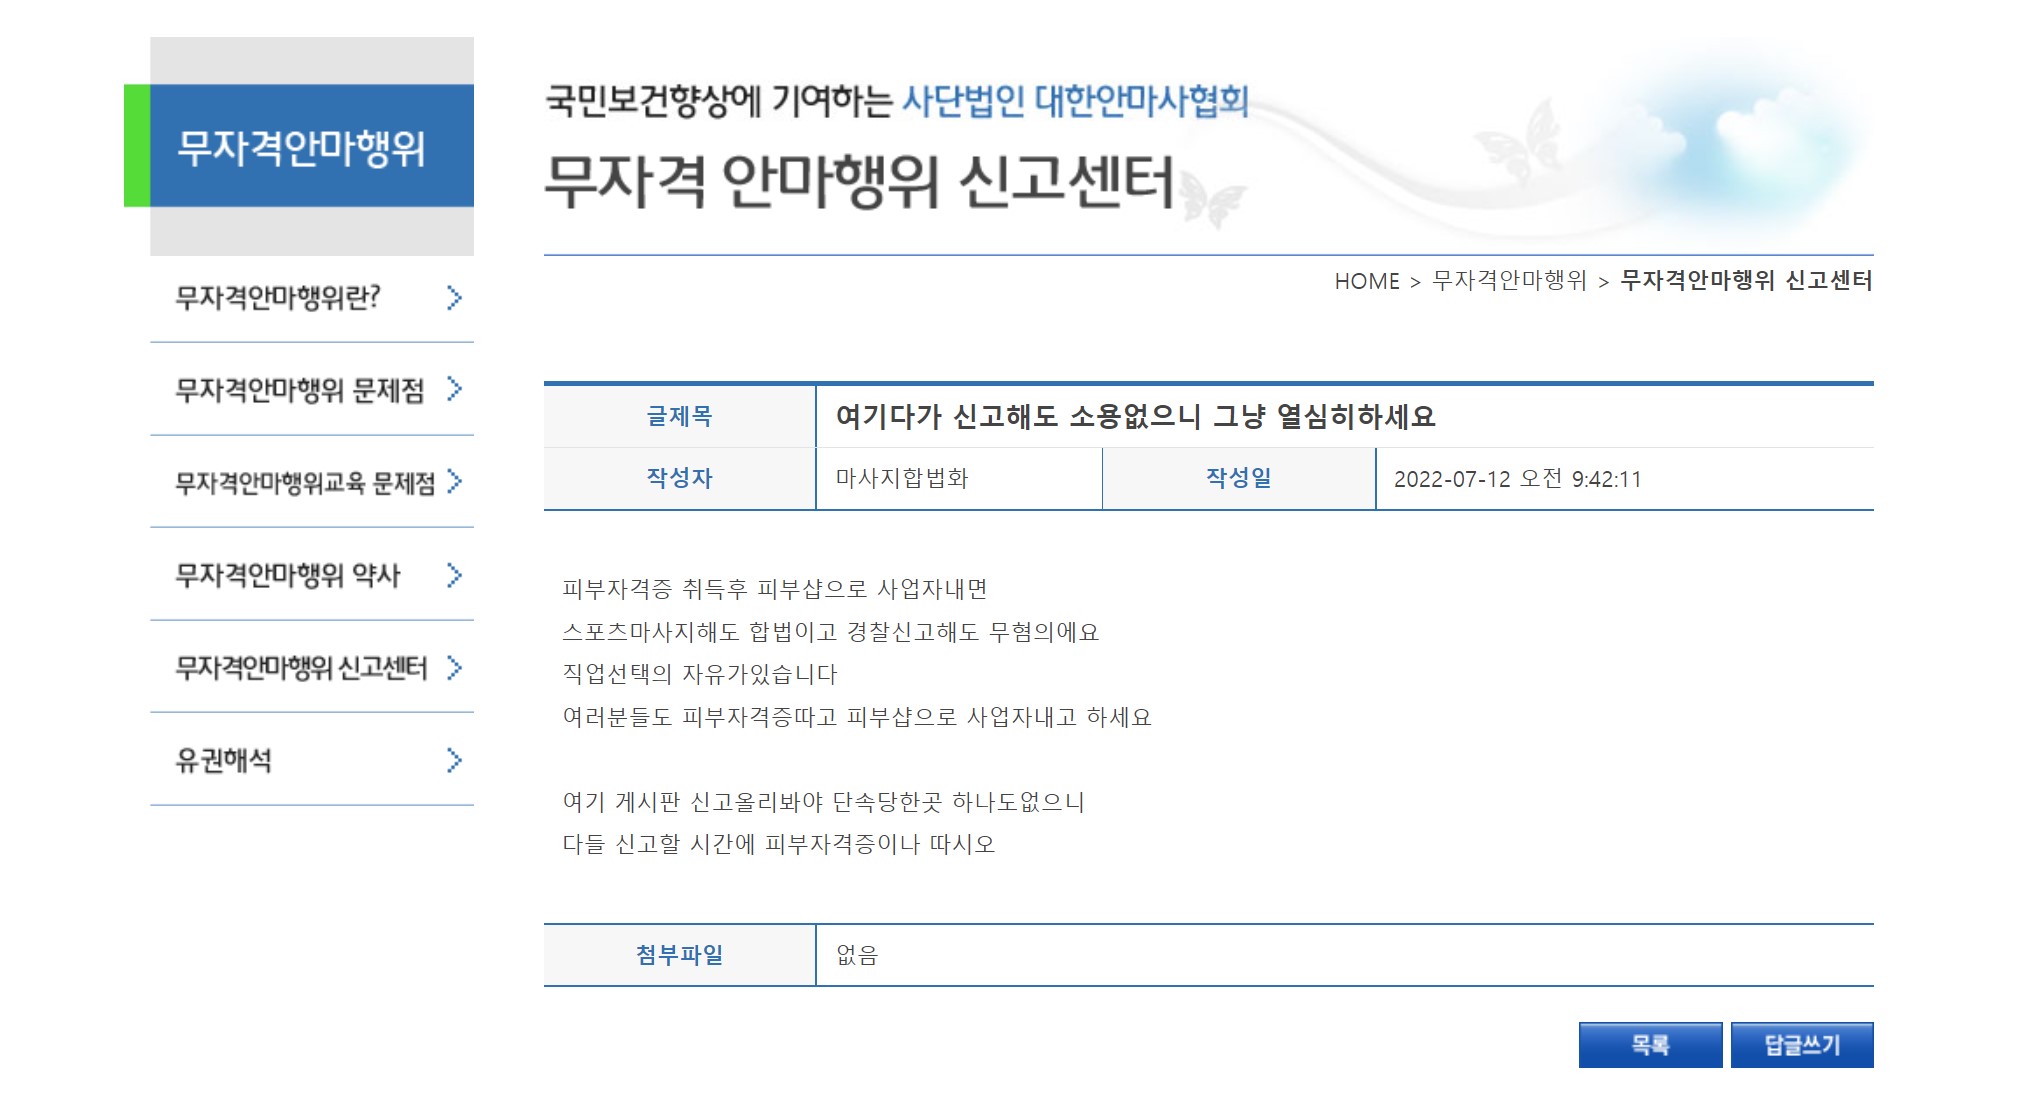 무자격안마행위
무자격안마행위란?
무자격안마행위 문제점
무자격안마행위교육 문제점
무자격안마행위 약사
무자격안마행위 신고센터
유권해석
국민보건향상에 기여하는 사단법인 대한안마사협회
무자격 안마행위 신고센터
HOME > 무자격안마행위 > 무자격안마행위 신고센터
글제목 여기다가 신고해도 소용없으니 그냥 열심히하세요
작성자 마사지합법화 작성일 2022-07-12 오전 9:42:11
피부자격증 취득후 피부샵으로 사업자내면
스포츠마사지해도 합법이고 경찰신고해도 무혐의에요
직업선택의 자유가있습니다
여러분들도 피부자격증따고 피부샵으로 사업자내고 하세요
여기 게시판 신고올리봐야 단속당한곳 하나도없으니
다들 신고할 시간에 피부자격증이나 따시오
첨부파일 없음
목록 답글쓰기